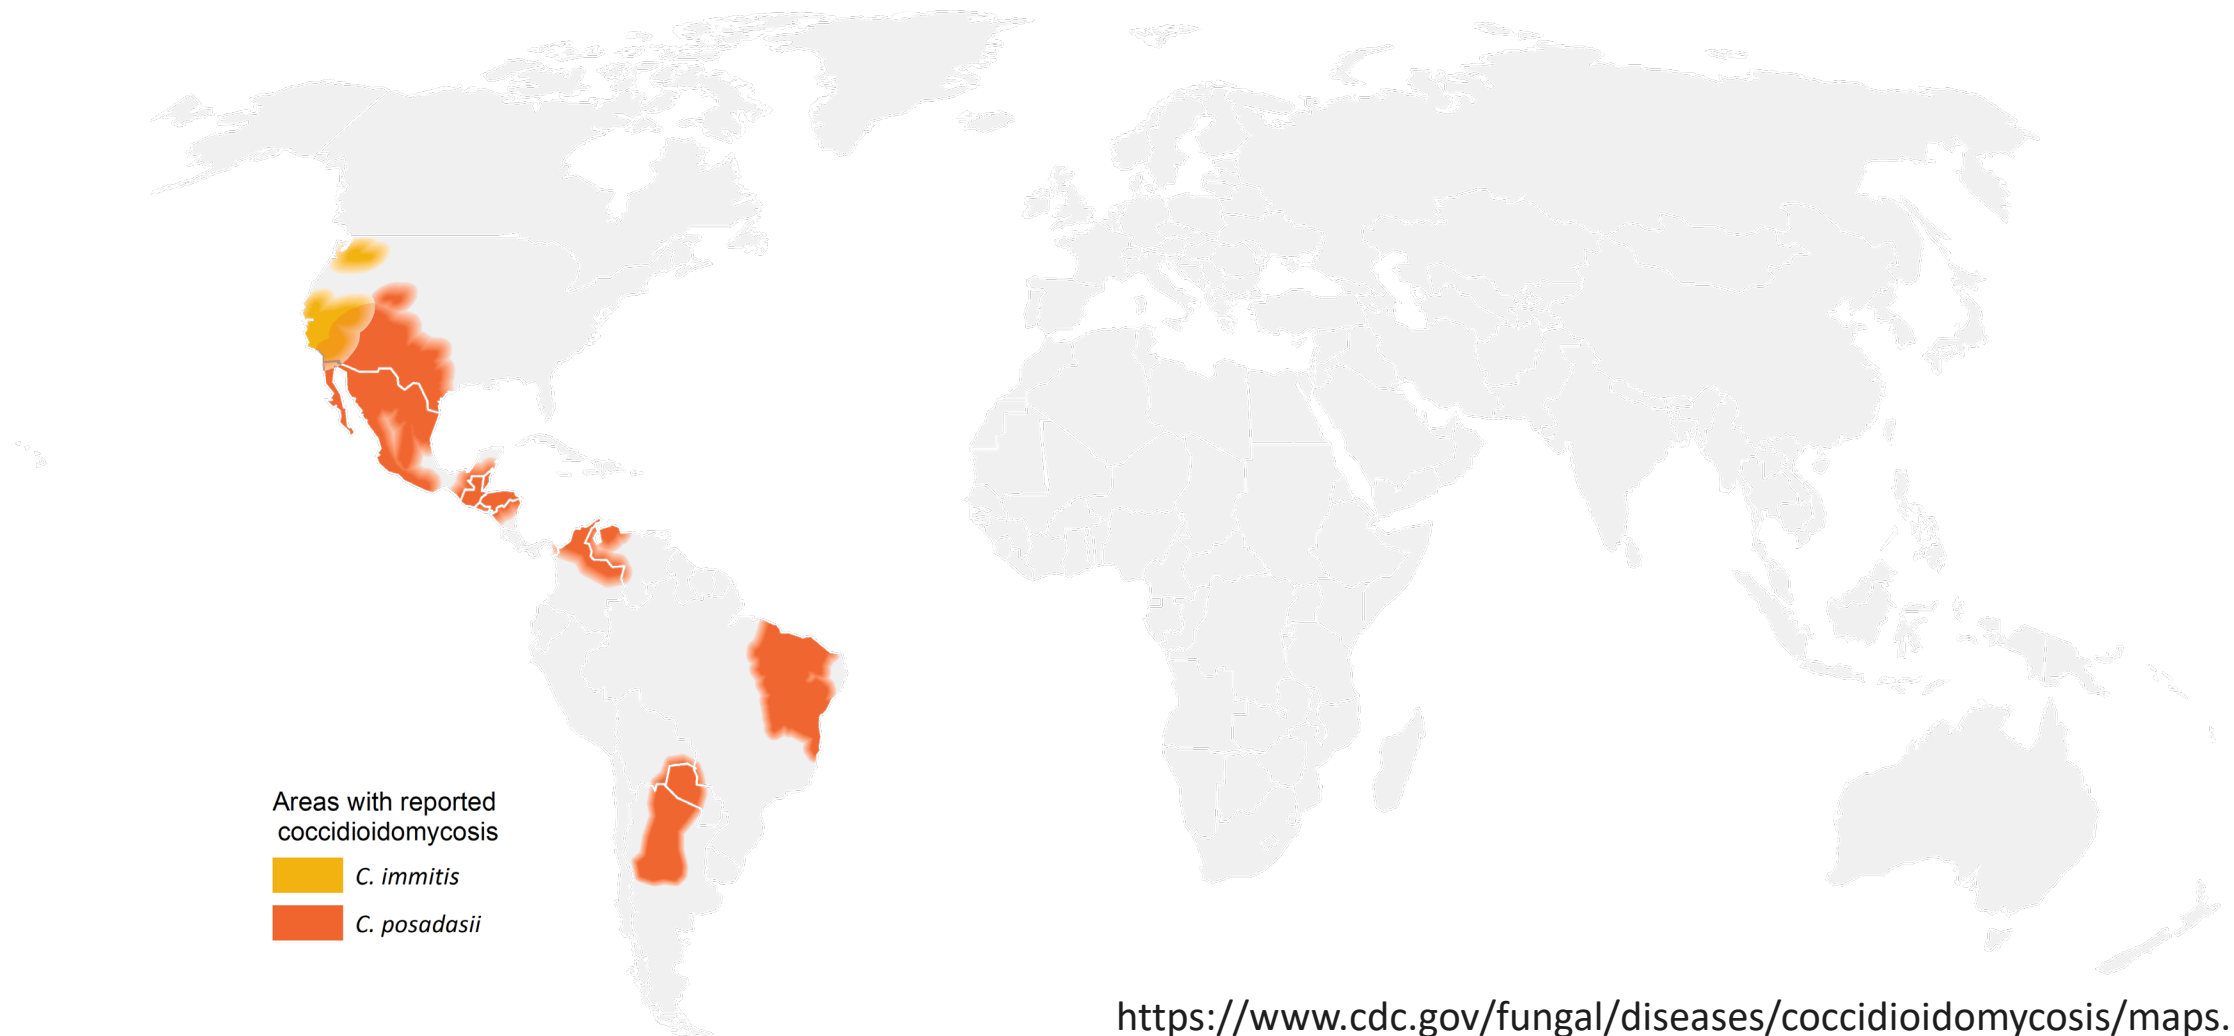 Areas with reported
coccidioidomycosis
C. immitis
C. posadasii
https://www.cdc.gov/fungal/diseases/coccidioidomycosis/maps.